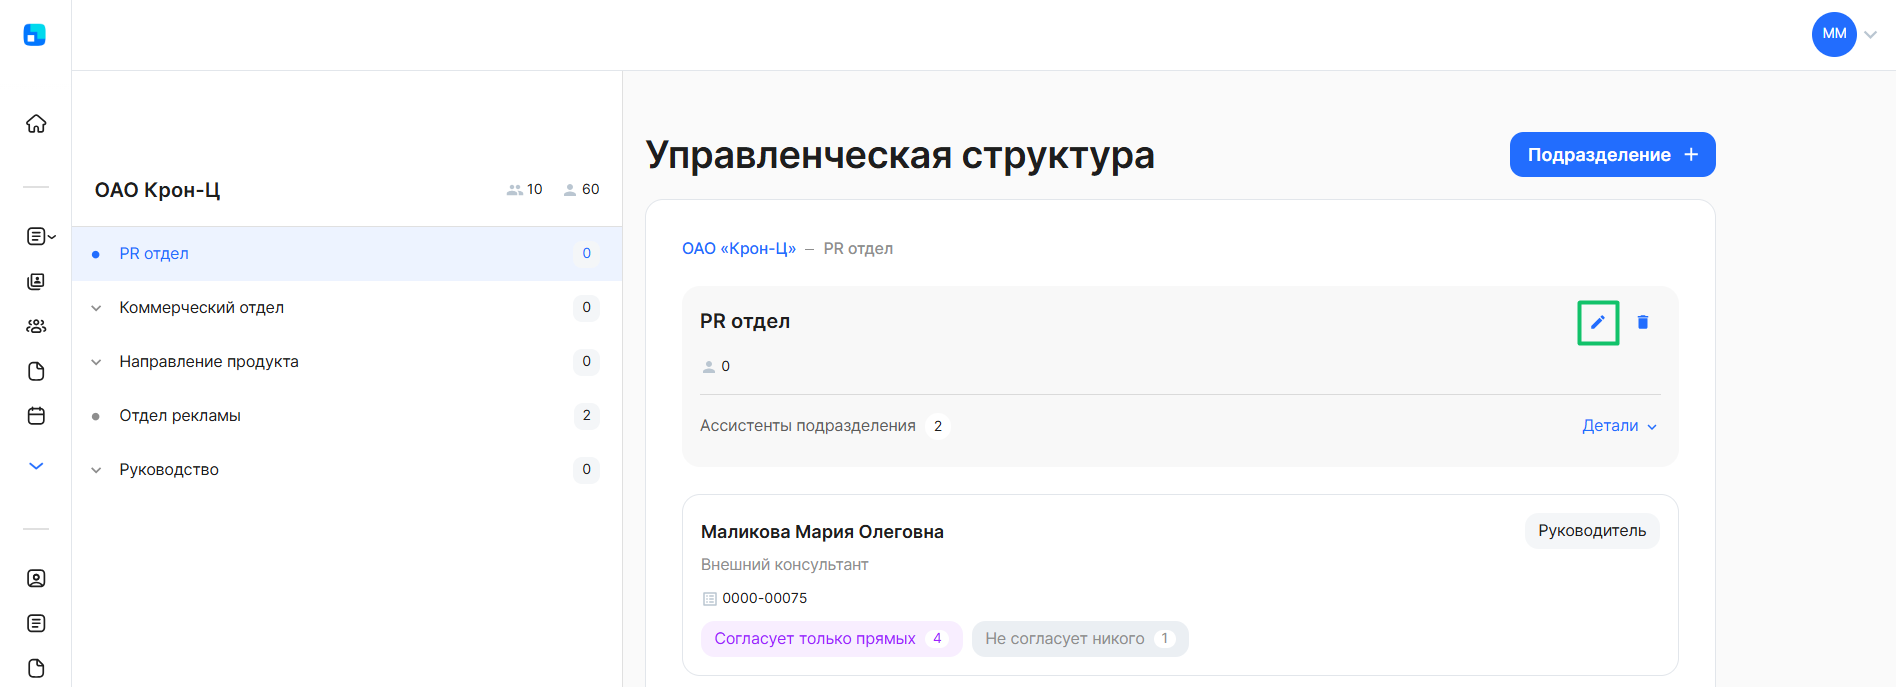 MM
ОАО Крон-Ц 10 60
PR отдел 0
Коммерческий отдел 0
Направление продукта 0
Отдел рекламы 2
Руководство 0
Управленческая структура
Подразделение +
ОАО «Крон-Ц» – PR отдел
PR отдел
0
Ассистенты подразделения 2 Детали
Маликова Мария Олеговна Руководитель
Внешний консультант
0000-00075
Согласует только прямых 4 Не согласует никого 1